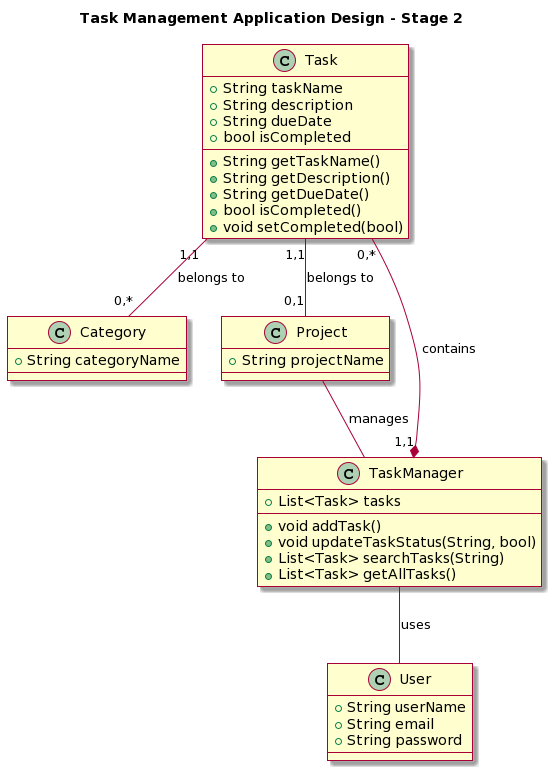 Task Management Application Design - Stage 2
C Task
String taskName
String description
String dueDate
bool isCompleted
String getTaskName()
String getDescription()
String getDueDate()
bool isCompleted()
void setCompleted(bool)
1,1
1,1
0,*
belongs to
belongs to
0,*
0,1
C Category
String categoryName
C Project
String projectName
contains
manages
1,1
C TaskManager
List<Task> tasks
void addTask()
void updateTaskStatus(String, bool)
List<Task> searchTasks(String)
List<Task> getAllTasks()
uses
C User
String userName
String email
String password